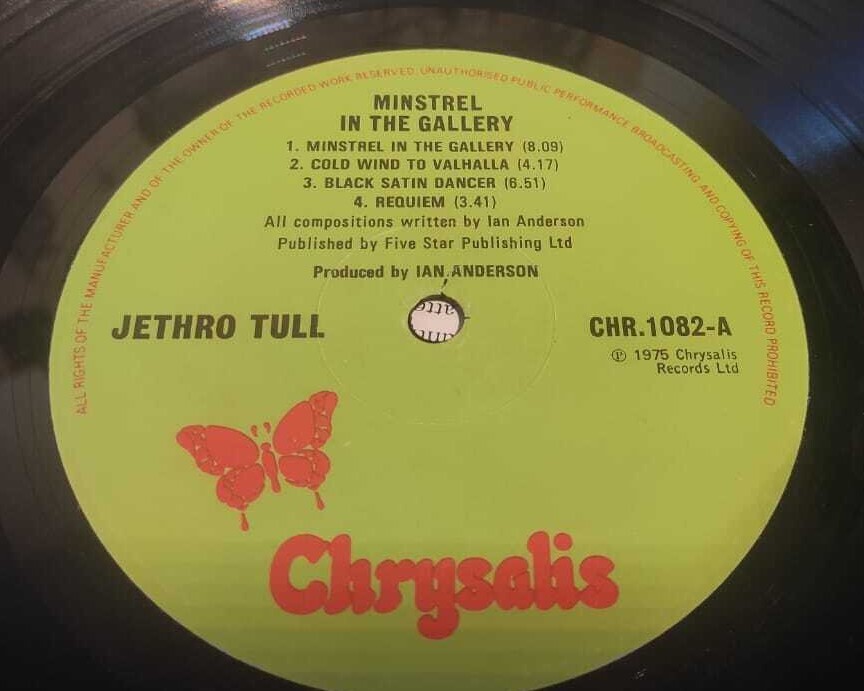 ALL RIGHTS OF THE MANUFACTURER AND OF THE OWNER OF THE RECORDED WORK RESERVED. UNAUTHORISED PUBLIC PERFORMANCE BROADCASTING AND COPYING OF THIS RECORD PROHIBITED
MINSTREL
IN THE GALLERY
1. MINSTREL IN THE GALLERY (8.09)
2. COLD WIND TO VALHALLA (4.17)
3. BLACK SATIN DANCER (6.51)
4. REQUIEM (3.41)
All compositions written by Ian Anderson
Published by Five Star Publishing Ltd
Produced by IAN ANDERSON
JETHRO TULL
CHR.1082-A
℗ 1975 Chrysalis
Records Ltd
Chrysalis